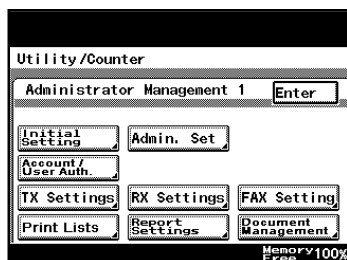 Utility/Counter
Administrator Management 1 Enter
Initial Setting
Admin. Set
Account/ User Auth.
TX Settings RX Settings FAX Setting
Print Lists Report Settings Document Management
Memory Free 100%